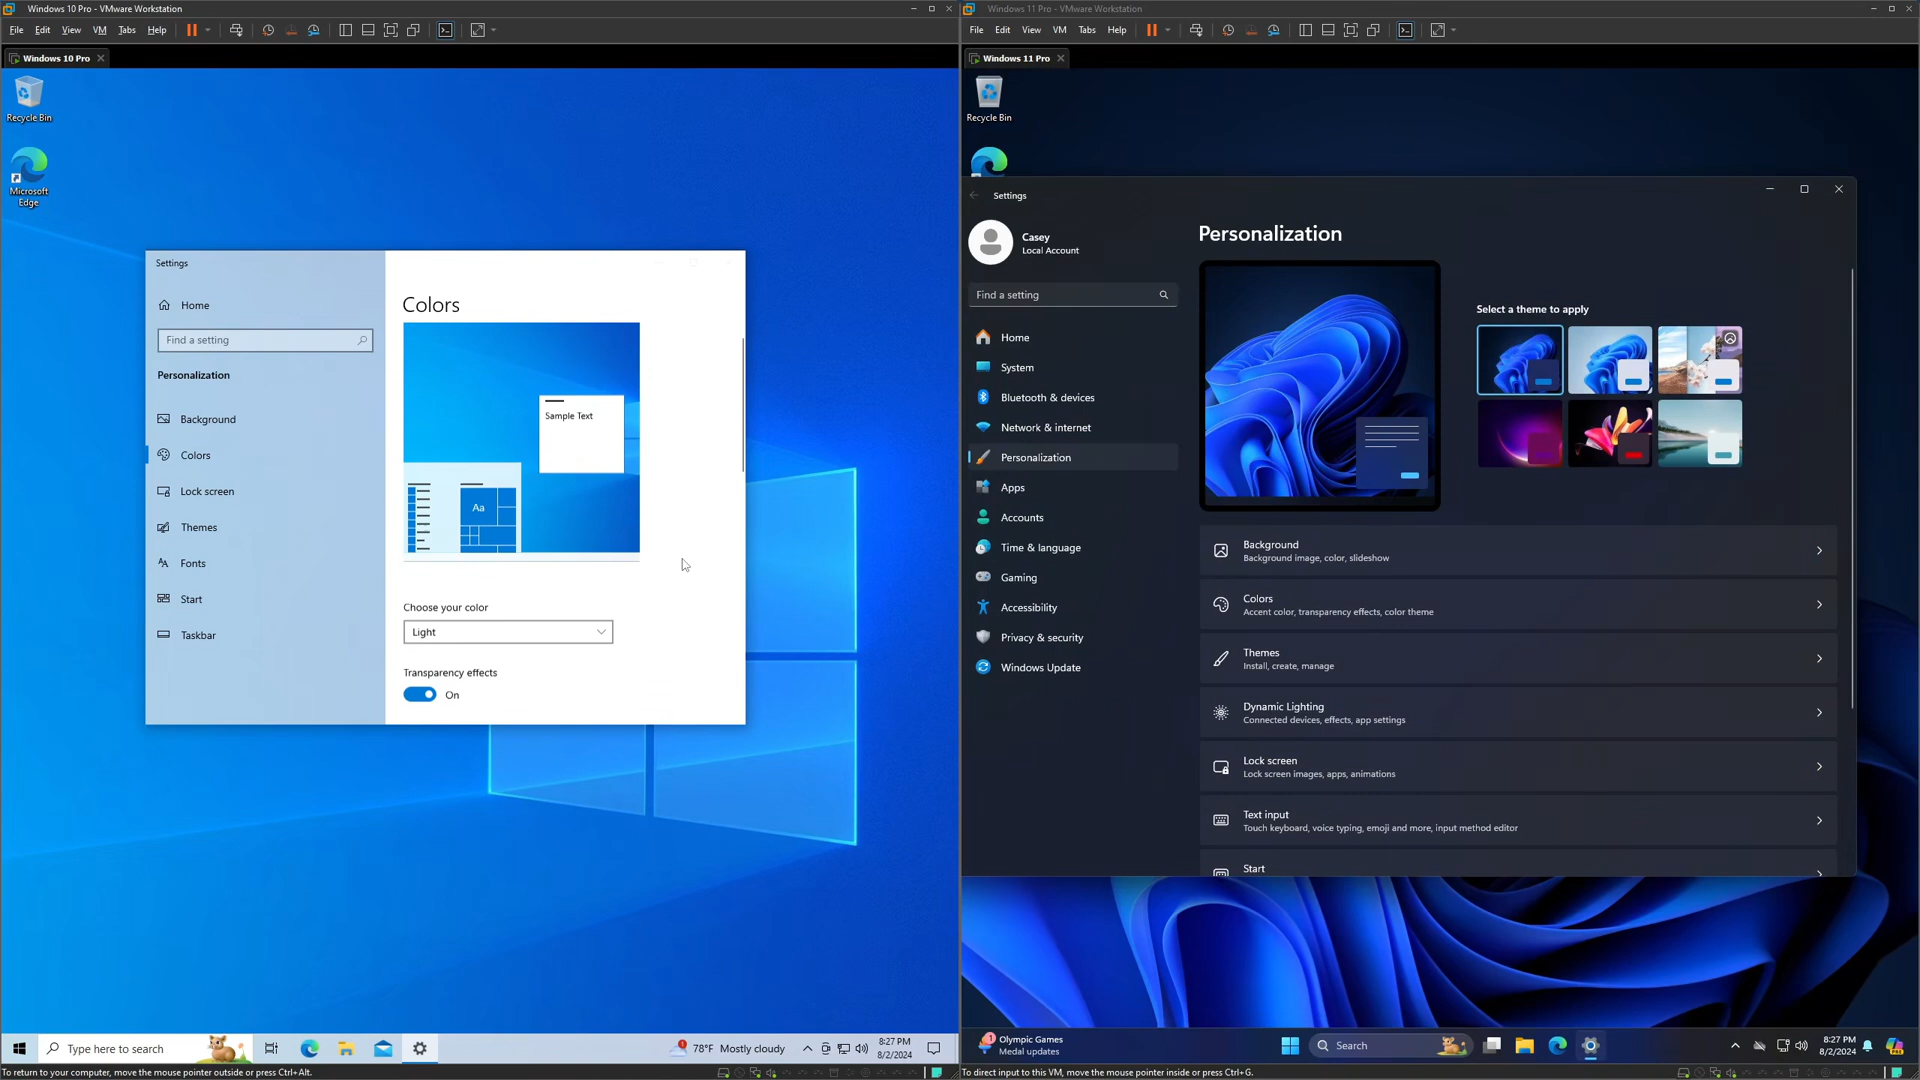 Windows 10 Pro - VMware Workstation
File Edit View VM Tabs Help
Windows 10 Pro
Recycle Bin
Microsoft
Edge
Settings
Home
Find a setting
Personalization
Background
Colors
Lock screen
Themes
Fonts
Start
Taskbar
Colors
Sample Text
Aa
Choose your color
Light
Transparency effects
On
Type here to search
78°F Mostly cloudy
8:27 PM
8/2/2024
To return to your computer, move the mouse pointer outside or press Ctrl+Alt.
Windows 11 Pro - VMware Workstation
File Edit View VM Tabs Help
Windows 11 Pro
Recycle Bin
Settings
Casey
Local Account
Find a setting
Home
System
Bluetooth & devices
Network & internet
Personalization
Apps
Accounts
Time & language
Gaming
Accessibility
Privacy & security
Windows Update
Personalization
Select a theme to apply
Background
Background image, color, slideshow
Colors
Accent color, transparency effects, color theme
Themes
Install, create, manage
Dynamic Lighting
Connected devices, effects, app settings
Lock screen
Lock screen images, apps, animations
Text input
Touch keyboard, voice typing, emoji and more, input method editor
Start
1
Olympic Games
Medal updates
Search
8:27 PM
8/2/2024
To direct input to this VM, move the mouse pointer inside or press Ctrl+G.